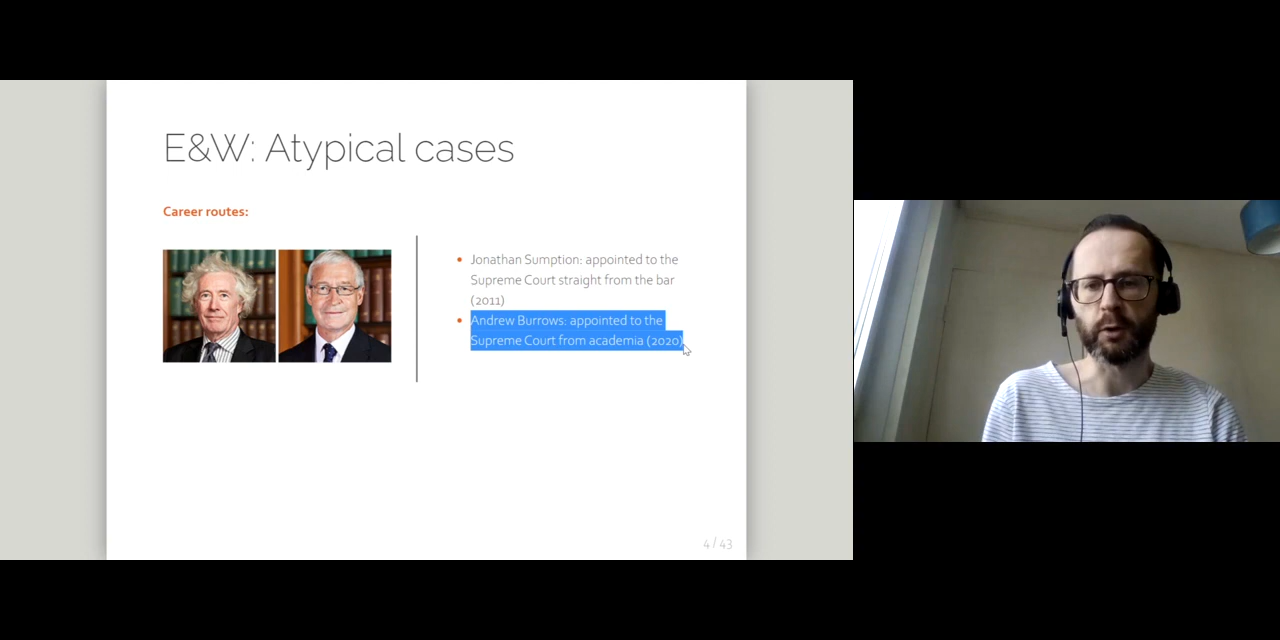 E&W: Atypical cases
Career routes:
Jonathan Sumption: appointed to the
Supreme Court straight from the bar
(2011)
Andrew Burrows: appointed to the
Supreme Court from academia (2020)
4 / 43